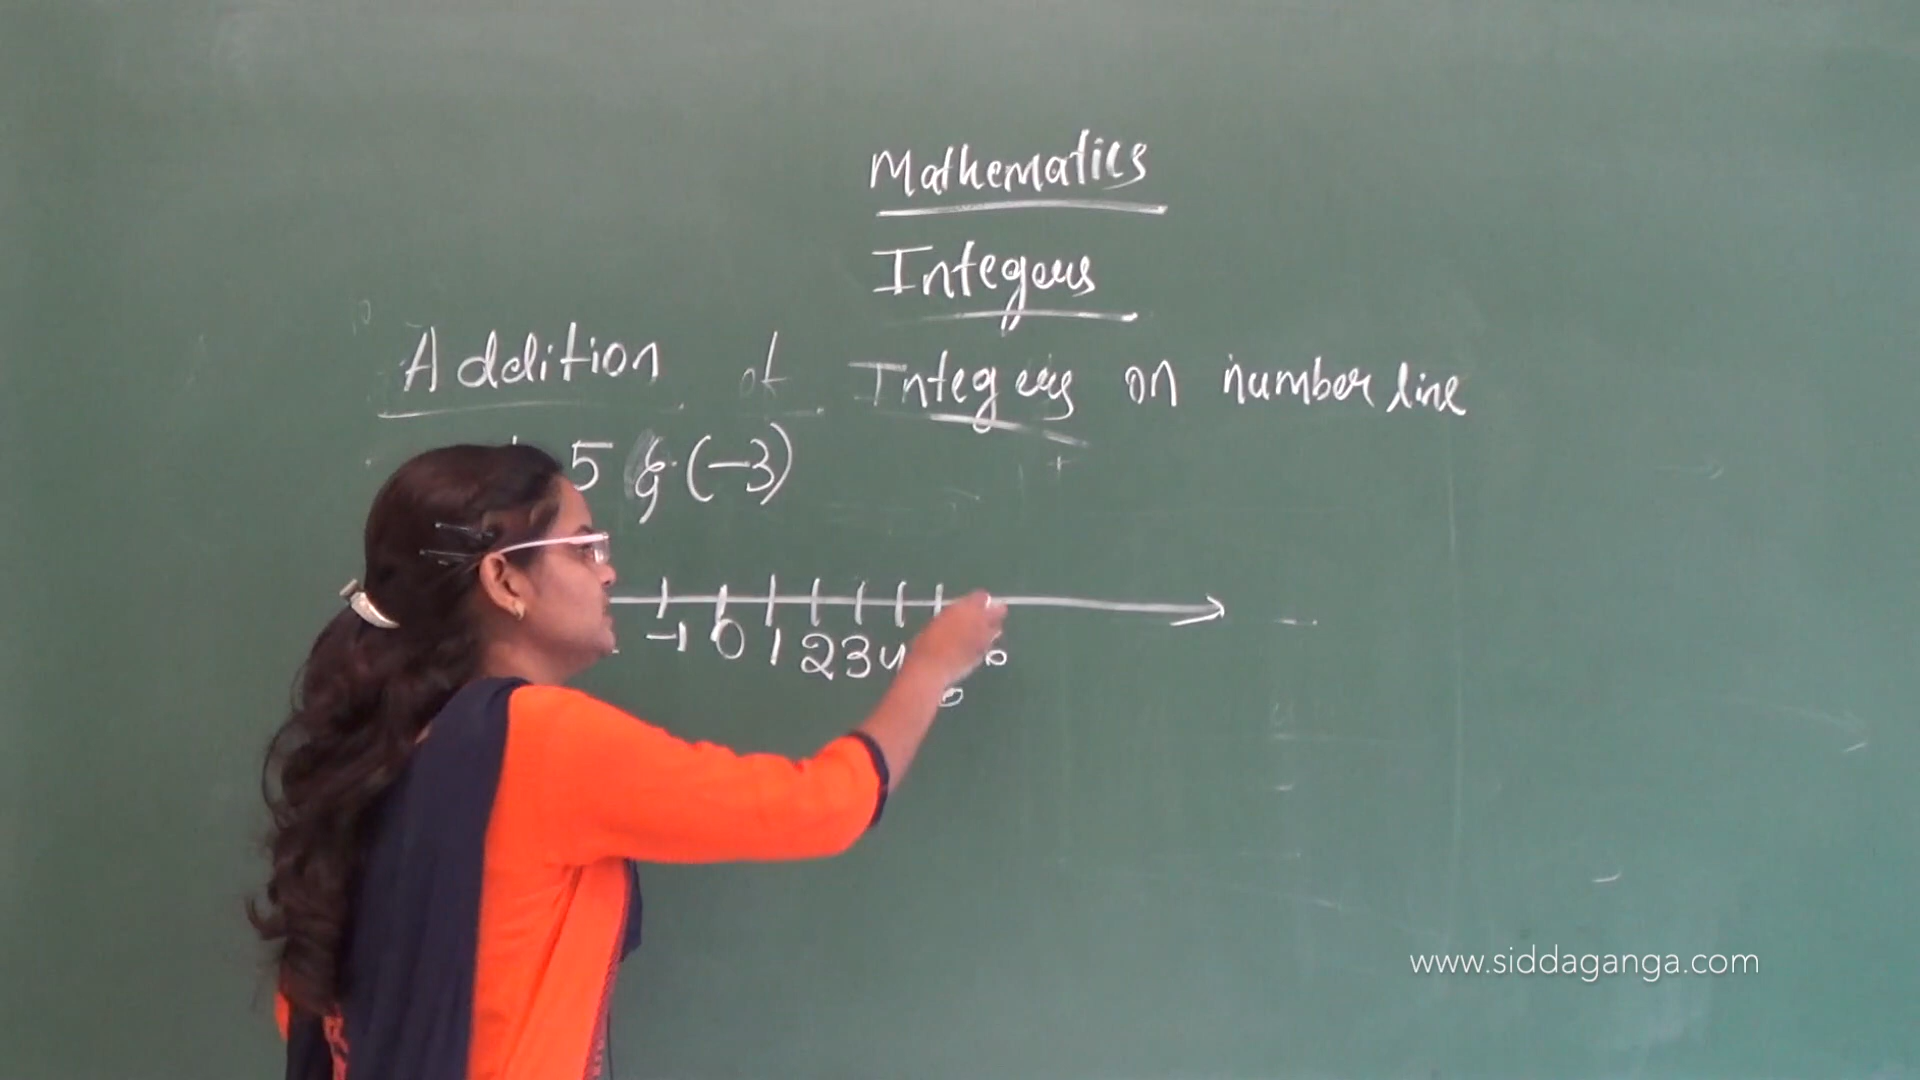 Mathematics
Integers
Addition of Integers on number line
5 & (-3)
-1 0 1 2 3 4 6
www.siddaganga.com